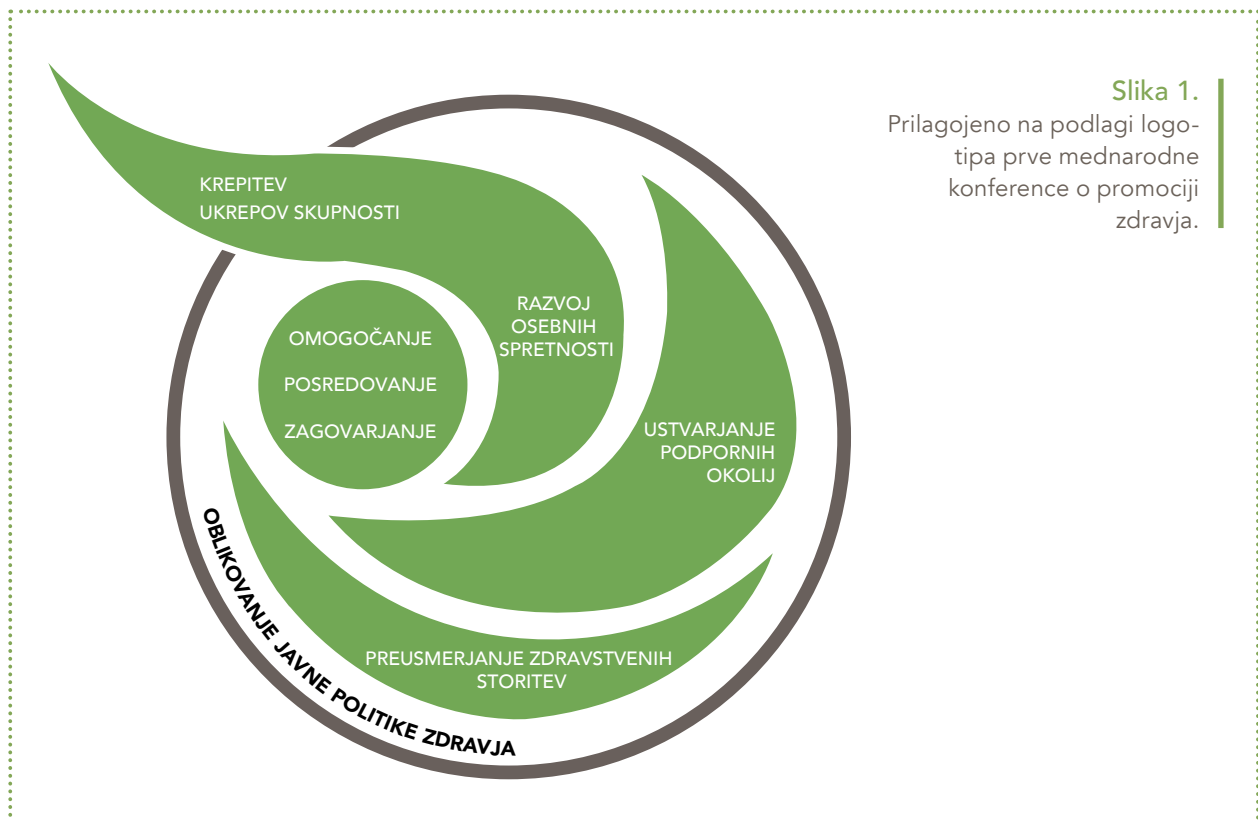 Slika 1.
Prilagojeno na podlagi logo-
tipa prve mednarodne
konference o promociji
zdravja.
KREPITEV
UKREPOV SKUPNOSTI
RAZVOJ
OSEBNIH
SPRETNOSTI
OMOGOČANJE
POSREDOVANJE
ZAGOVARJANJE
USTVARJANJE
PODPORNIH
OKOLIJ
PREUSMERJANJE ZDRAVSTVENIH
STORITEV
OBLIKOVANJE JAVNE POLITIKE ZDRAVJA